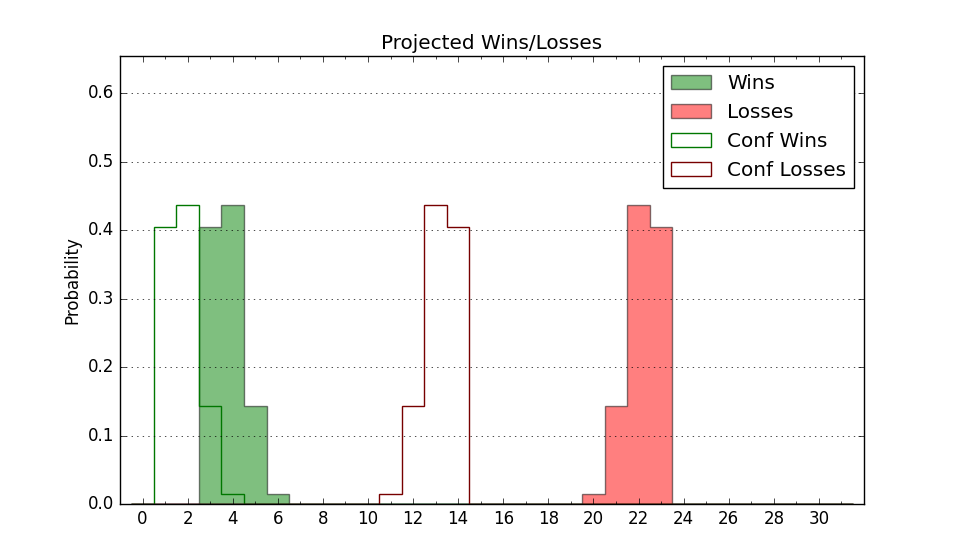 Projected Wins/Losses
Wins
Losses
Conf Wins
Conf Losses
Probability
0.6
0.5
0.4
0.3
0.2
0.1
0.0
0 2 4 6 8 10 12 14 16 18 20 22 24 26 28 30